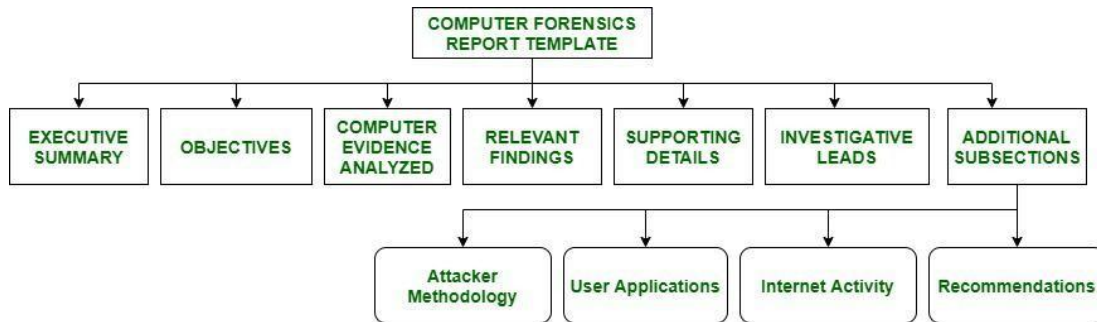 COMPUTER FORENSICS
REPORT TEMPLATE
EXECUTIVE
SUMMARY
OBJECTIVES
COMPUTER
EVIDENCE
ANALYZED
RELEVANT
FINDINGS
SUPPORTING
DETAILS
INVESTIGATIVE
LEADS
ADDITIONAL
SUBSECTIONS
Attacker
Methodology
User Applications
Internet Activity
Recommendations